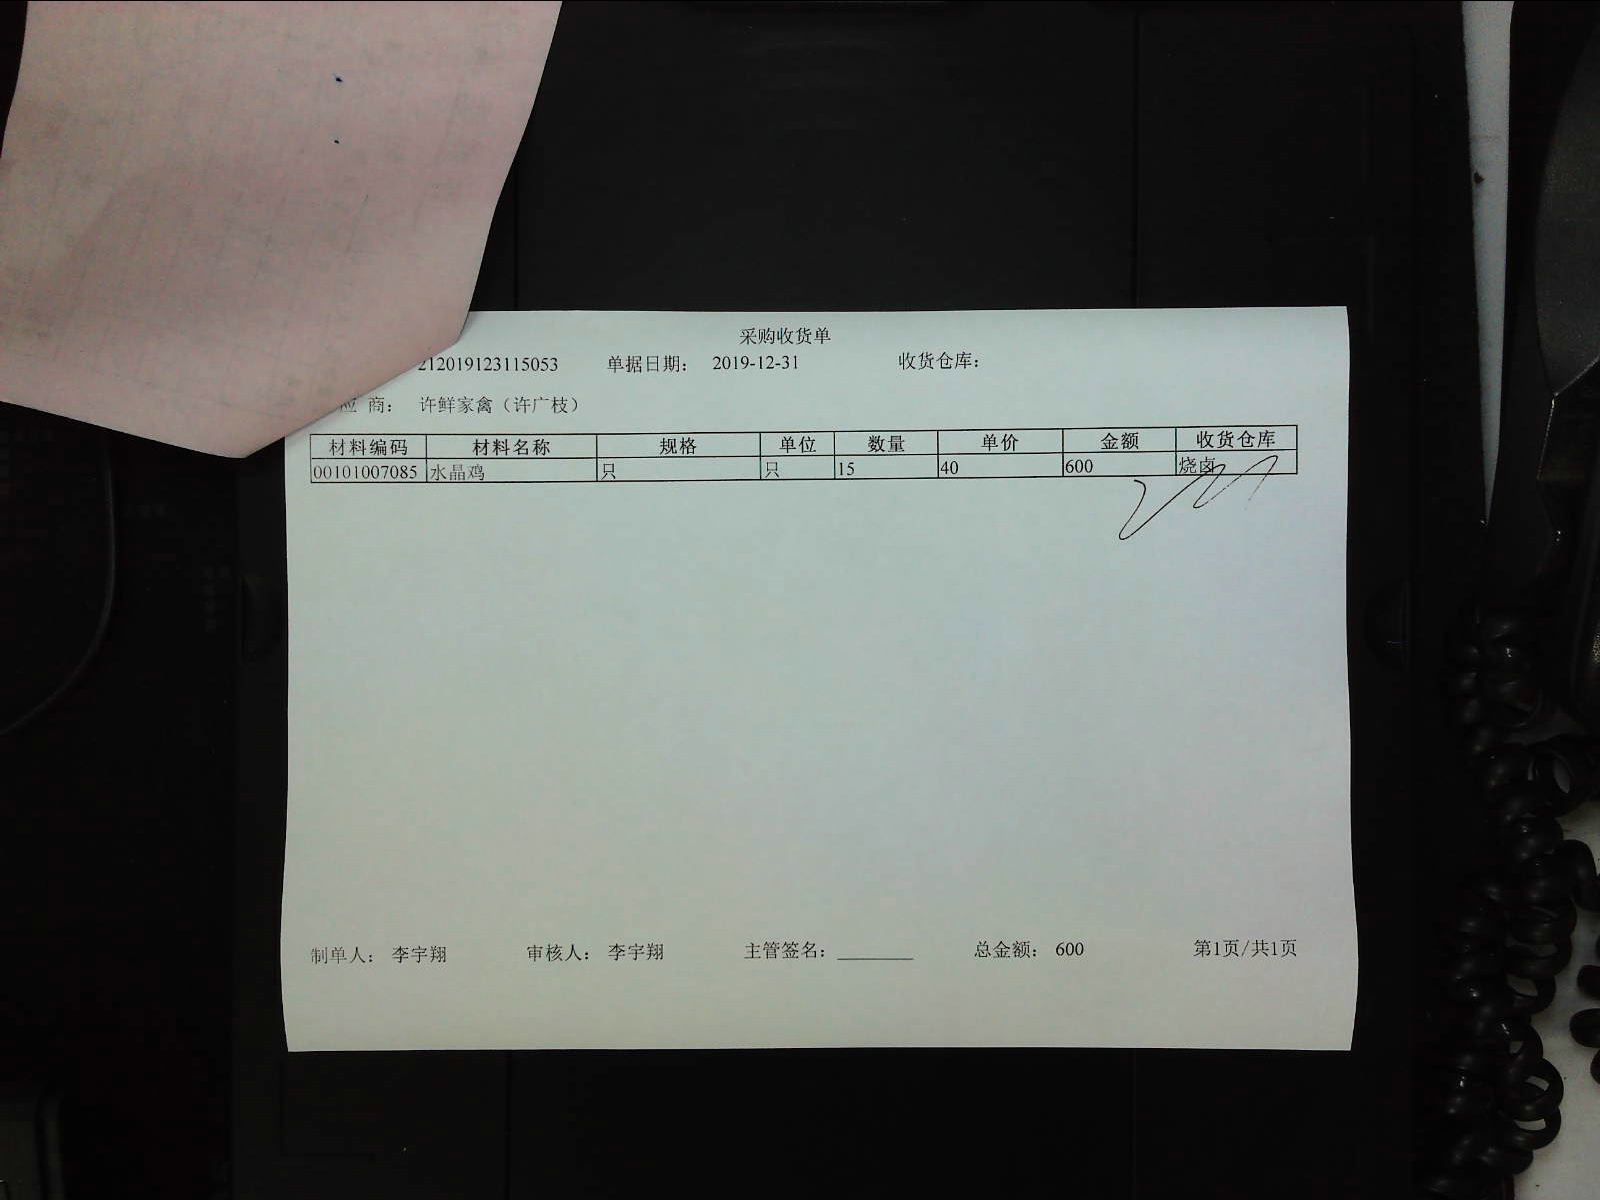 采购收货单
212019123115053 单据日期： 2019-12-31 收货仓库：
应 商： 许鲜家禽（许广枝）
材料编码 材料名称 规格 单位 数量 单价 金额 收货仓库
00101007085 水晶鸡 只 只 15 40 600 烧卤
制单人： 李宇翔 审核人： 李宇翔 主管签名：________ 总金额： 600 第1页/共1页